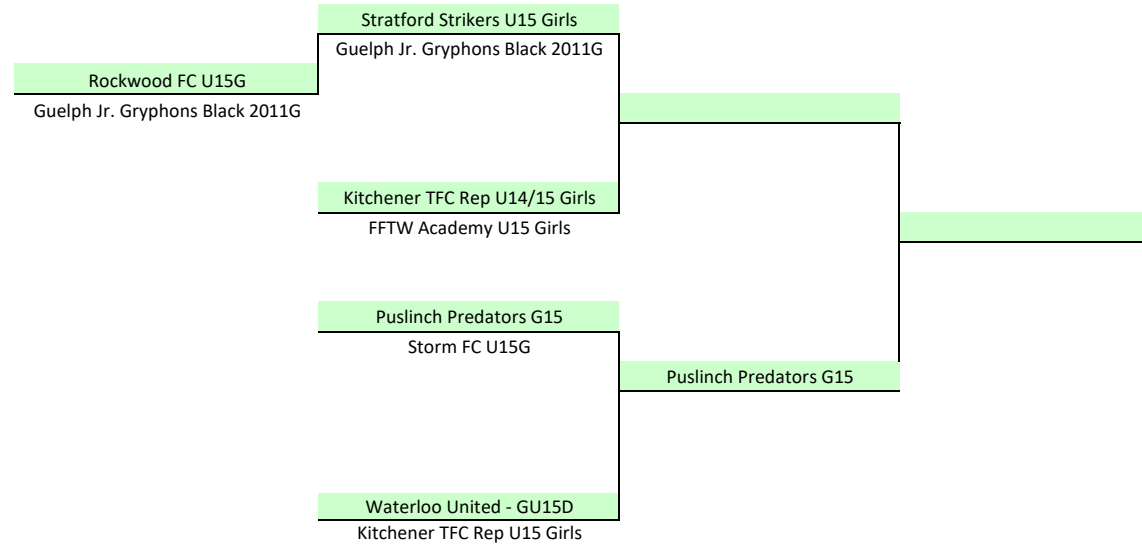 Stratford Strikers U15 Girls
Guelph Jr. Gryphons Black 2011G
Rockwood FC U15G
Guelph Jr. Gryphons Black 2011G
Kitchener TFC Rep U14/15 Girls
FFTW Academy U15 Girls
Puslinch Predators G15
Storm FC U15G
Puslinch Predators G15
Waterloo United - GU15D
Kitchener TFC Rep U15 Girls